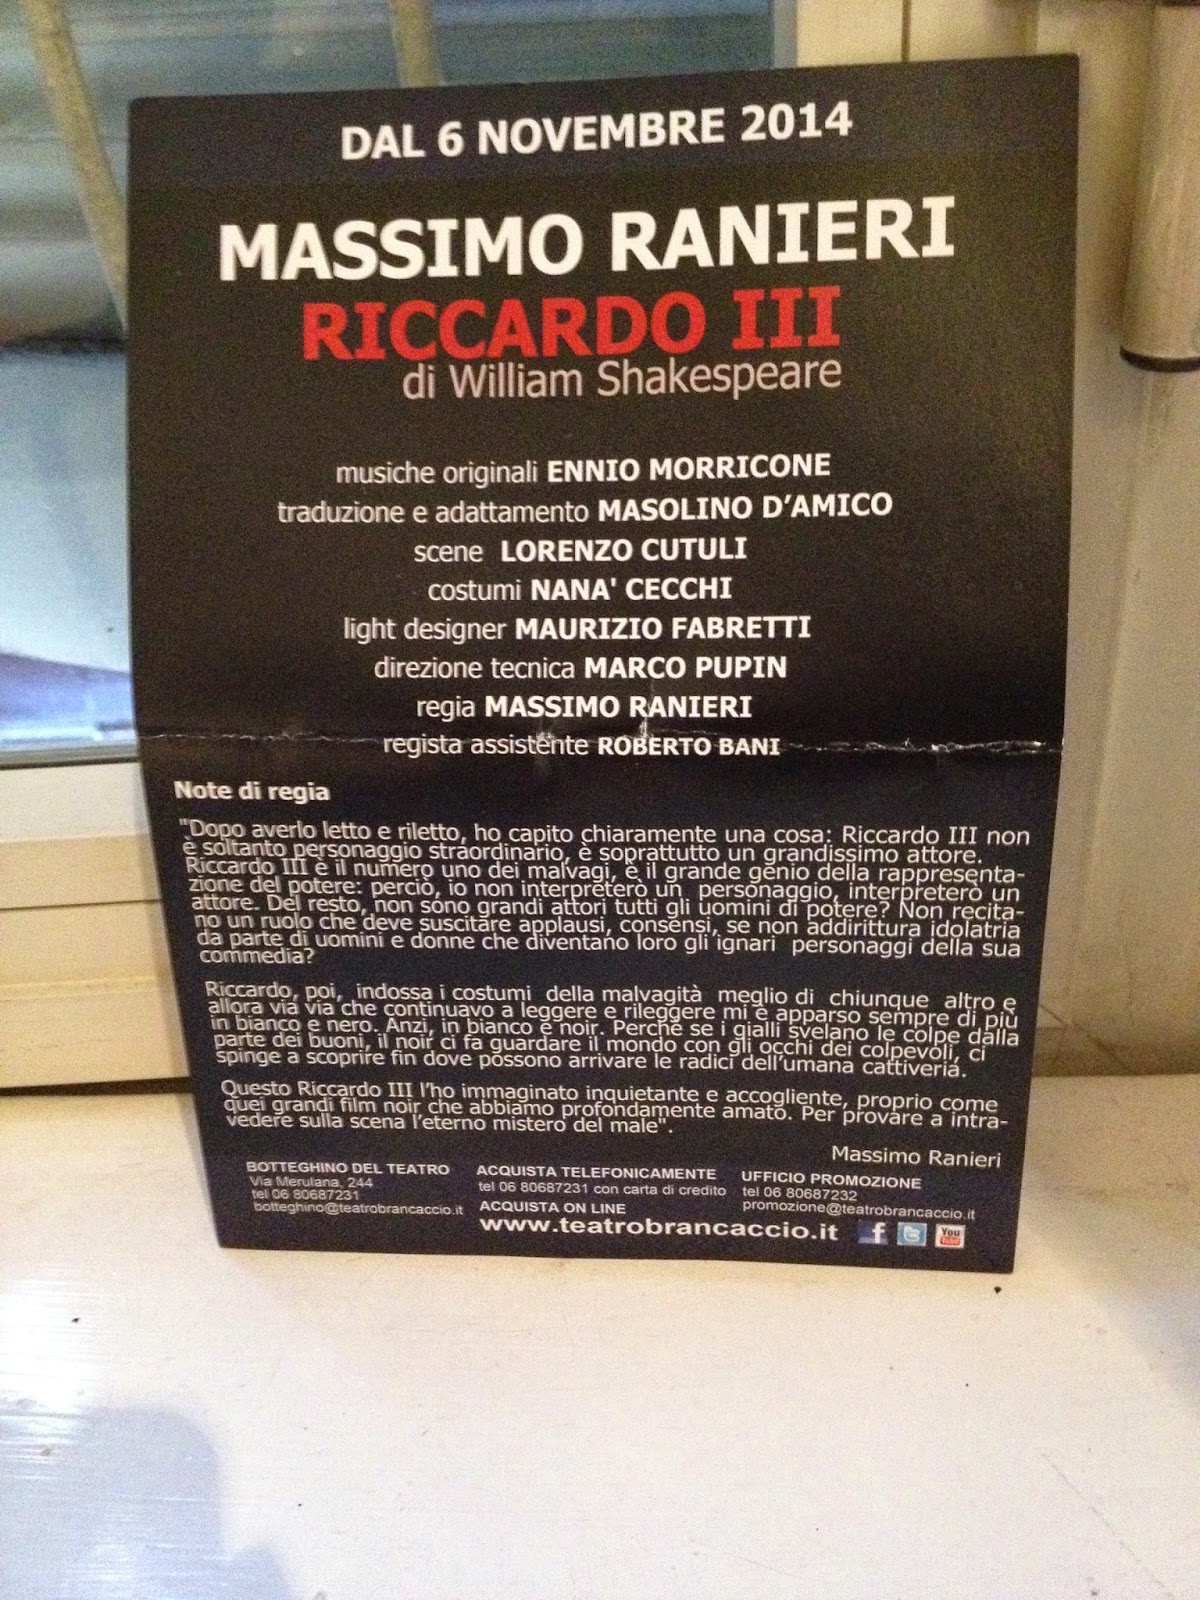 DAL 6 NOVEMBRE 2014
MASSIMO RANIERI
RICCARDO III
di William Shakespeare
musiche originali ENNIO MORRICONE
traduzione e adattamento MASOLINO D'AMICO
scene LORENZO CUTULI
costumi NANA' CECCHI
light designer MAURIZIO FABRETTI
direzione tecnica MARCO PUPIN
regia MASSIMO RANIERI
regista assistente ROBERTO BANI
Note di regia
"Dopo averlo letto e riletto, ho capito chiaramente una cosa: Riccardo III non
è soltanto personaggio straordinario, è soprattutto un grandissimo attore.
Riccardo III è il numero uno dei malvagi, è il grande genio della rappresenta-
zione del potere: perciò, io non interpreterò un personaggio, interpreterò un
attore. Del resto, non sono grandi attori tutti gli uomini di potere? Non recita-
no un ruolo che deve suscitare applausi, consensi, se non addirittura idolatria
da parte di uomini e donne che diventano loro gli ignari personaggi della sua
commedia?
Riccardo, poi, indossa i costumi della malvagità meglio di chiunque altro e
allora via via che continuavo a leggere e rileggere mi è apparso sempre di più
in bianco e nero. Anzi, in bianco e noir. Perché se i gialli svelano le colpe dalla
parte dei buoni, il noir ci fa guardare il mondo con gli occhi dei colpevoli, ci
spinge a scoprire fin dove possono arrivare le radici dell'umana cattiveria.
Questo Riccardo III l'ho immaginato inquietante e accogliente, proprio come
quei grandi film noir che abbiamo profondamente amato. Per provare a intra-
vedere sulla scena l'eterno mistero del male".
Massimo Ranieri
BOTTEGHINO DEL TEATRO
Via Merulana, 244
tel 06 80687231
botteghino@teatrobrancaccio.it
ACQUISTA TELEFONICAMENTE
tel 06 80687231 con carta di credito
ACQUISTA ON LINE
www.teatrobrancaccio.it
UFFICIO PROMOZIONE
tel 06 80687232
promozione@teatrobrancaccio.it
f t You Tube